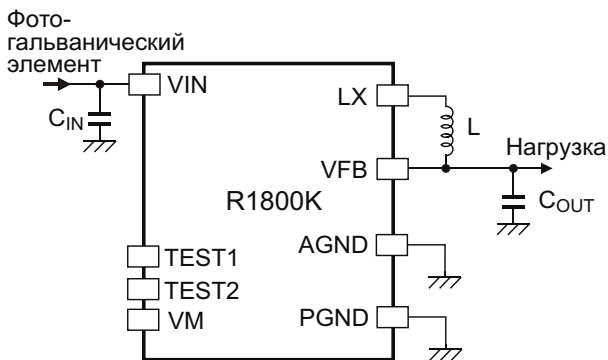 Фото-
гальванический
элемент
VIN
C_IN
LX
L
Нагрузка
VFB
C_OUT
R1800K
TEST1
AGND
TEST2
VM
PGND